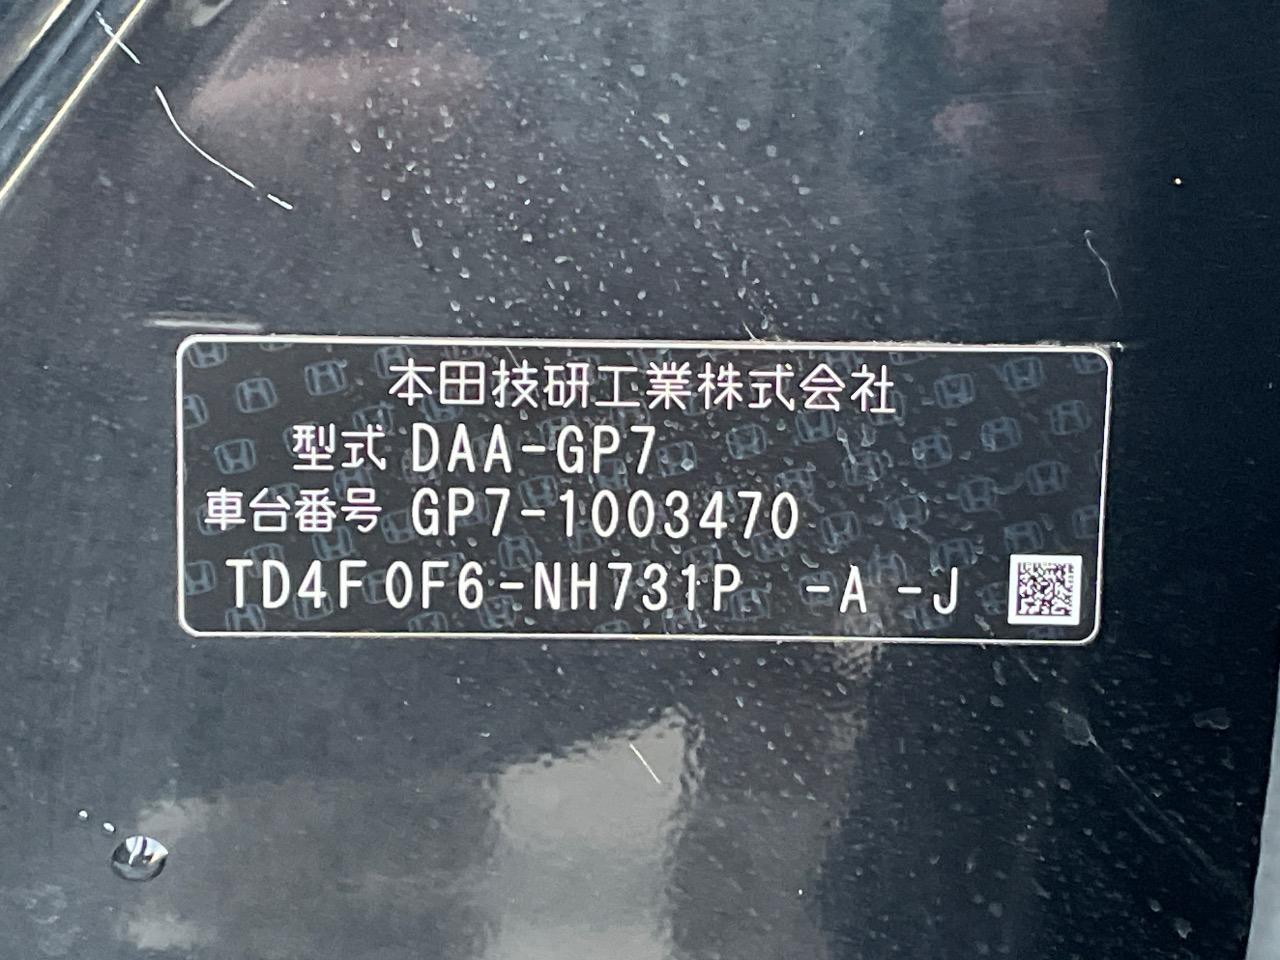 本田技研工業株式会社
型式 DAA-GP7
車台番号 GP7-1003470
TD4F0F6-NH731P -A -J